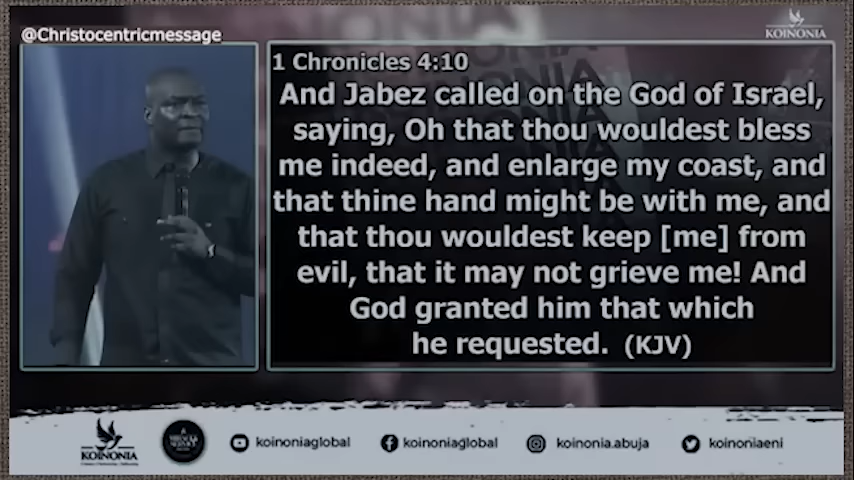 @Christocentricmessage
KOINONIA
1 Chronicles 4:10
And Jabez called on the God of Israel,
saying, Oh that thou wouldest bless
me indeed, and enlarge my coast, and
that thine hand might be with me, and
that thou wouldest keep [me] from
evil, that it may not grieve me! And
God granted him that which
he requested. (KJV)
KOINONIA
koinoniaglobal
koinoniaglobal
koinonia.abuja
koinoniaeni